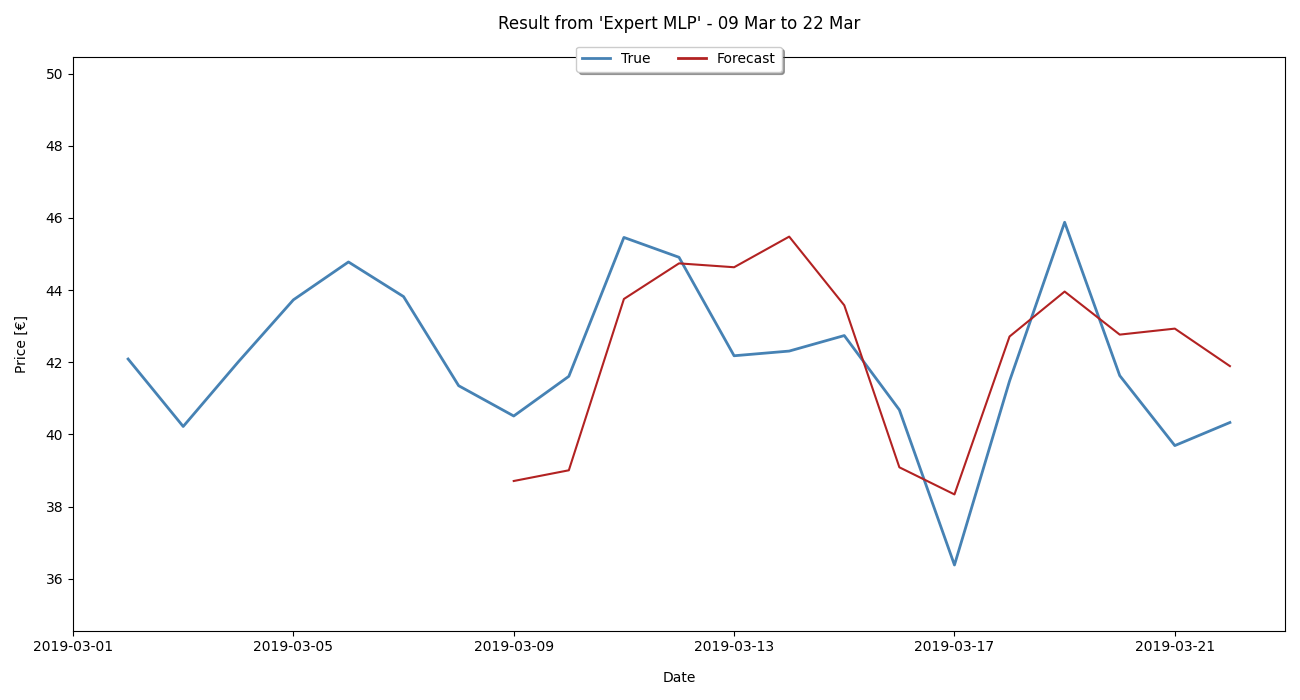 Result from 'Expert MLP' - 09 Mar to 22 Mar
True Forecast
50
48
46
44
42
40
38
36
Price [€]
2019-03-01 2019-03-05 2019-03-09 2019-03-13 2019-03-17 2019-03-21
Date